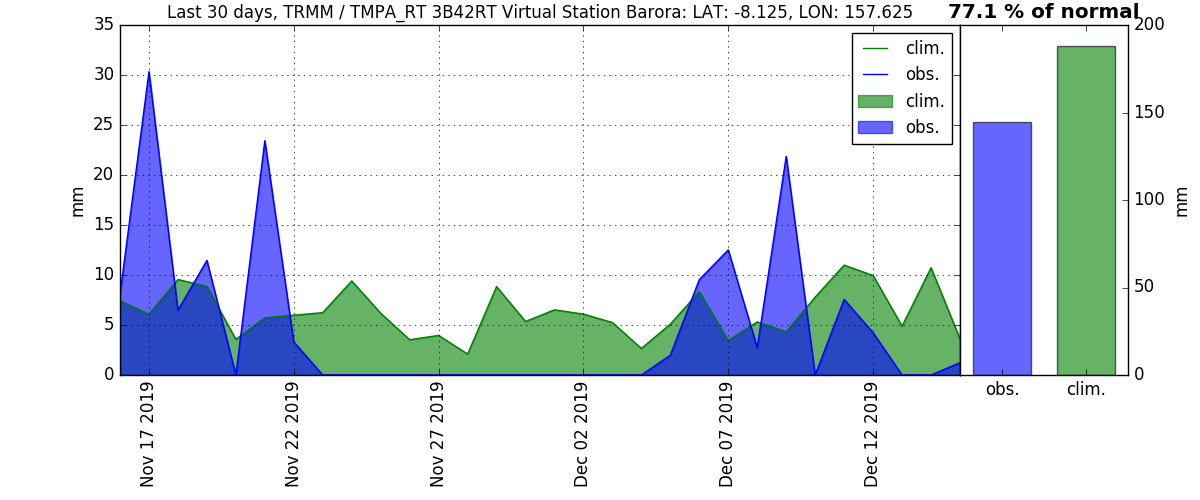 Last 30 days, TRMM / TMPA_RT 3B42RT Virtual Station Barora: LAT: -8.125, LON: 157.625
77.1 % of normal
35
30
25
20
15
10
5
0
mm
clim.
obs.
clim.
obs.
Nov 17 2019
Nov 22 2019
Nov 27 2019
Dec 02 2019
Dec 07 2019
Dec 12 2019
200
150
100
50
0
mm
obs.
clim.